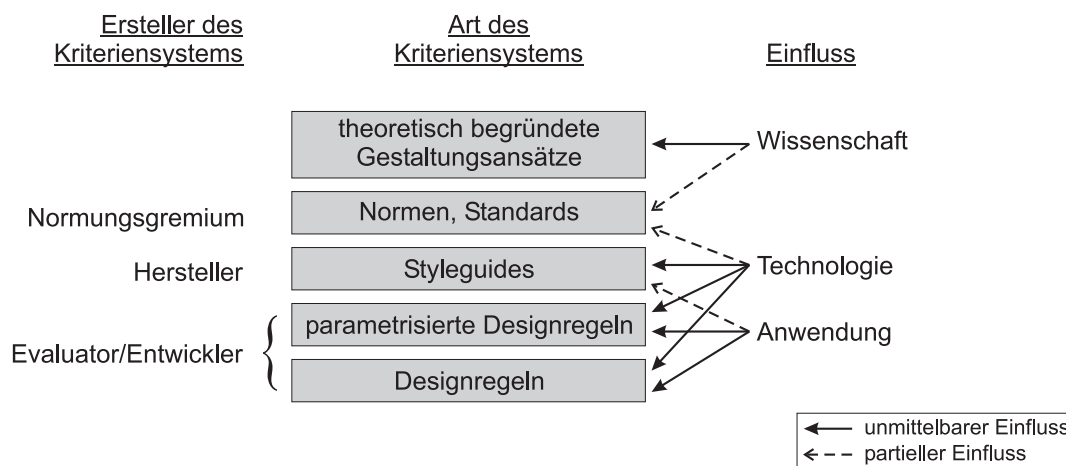 Ersteller des
Kriteriensystems
Art des
Kriteriensystems
Einfluss
theoretisch begründete
Gestaltungsansätze
Wissenschaft
Normungsgremium
Normen, Standards
Hersteller
Styleguides
Technologie
parametrisierte Designregeln
Anwendung
Evaluator/Entwickler
Designregeln
unmittelbarer Einfluss
partieller Einfluss